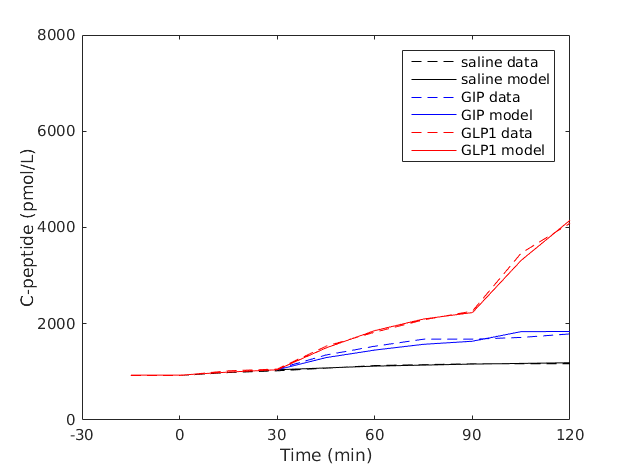 8000
6000
4000
2000
0
C-peptide (pmol/L)
saline data
saline model
GIP data
GIP model
GLP1 data
GLP1 model
-30 0 30 60 90 120
Time (min)